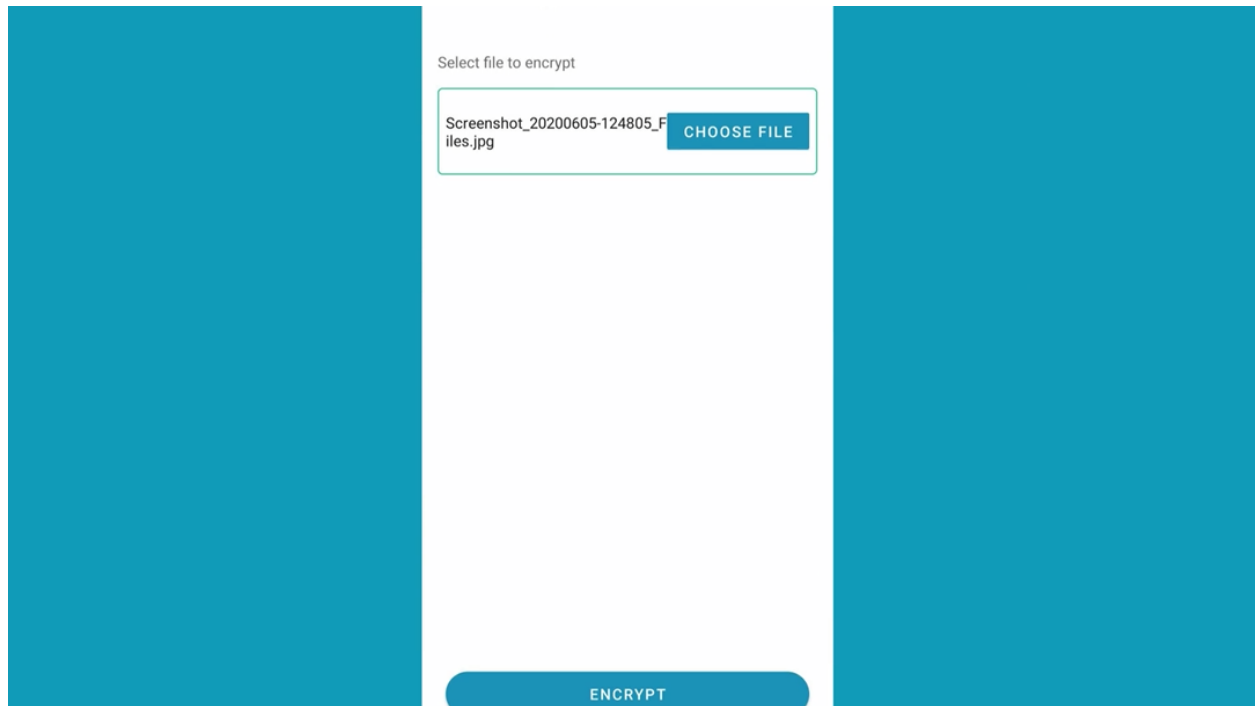 Select file to encrypt
Screenshot_20200605-124805_F
iles.jpg
CHOOSE FILE
ENCRYPT